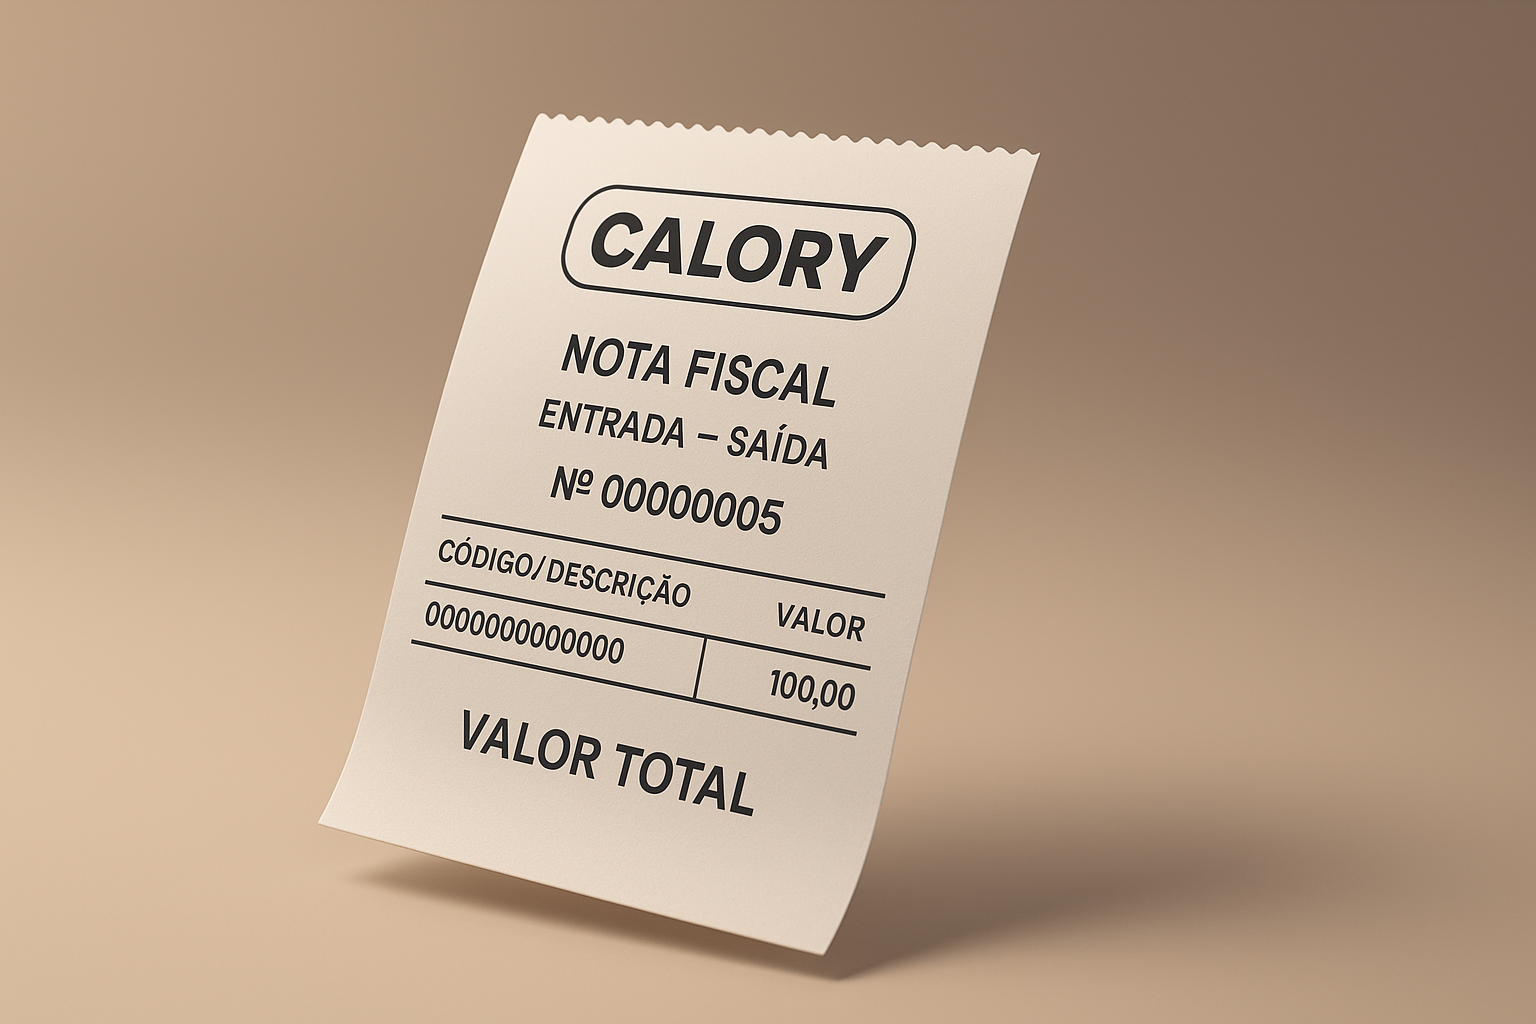 CALORY
NOTA FISCAL
ENTRADA – SAÍDA
Nº 00000005
CÓDIGO/DESCRIÇÃO VALOR
0000000000000 100,00
VALOR TOTAL